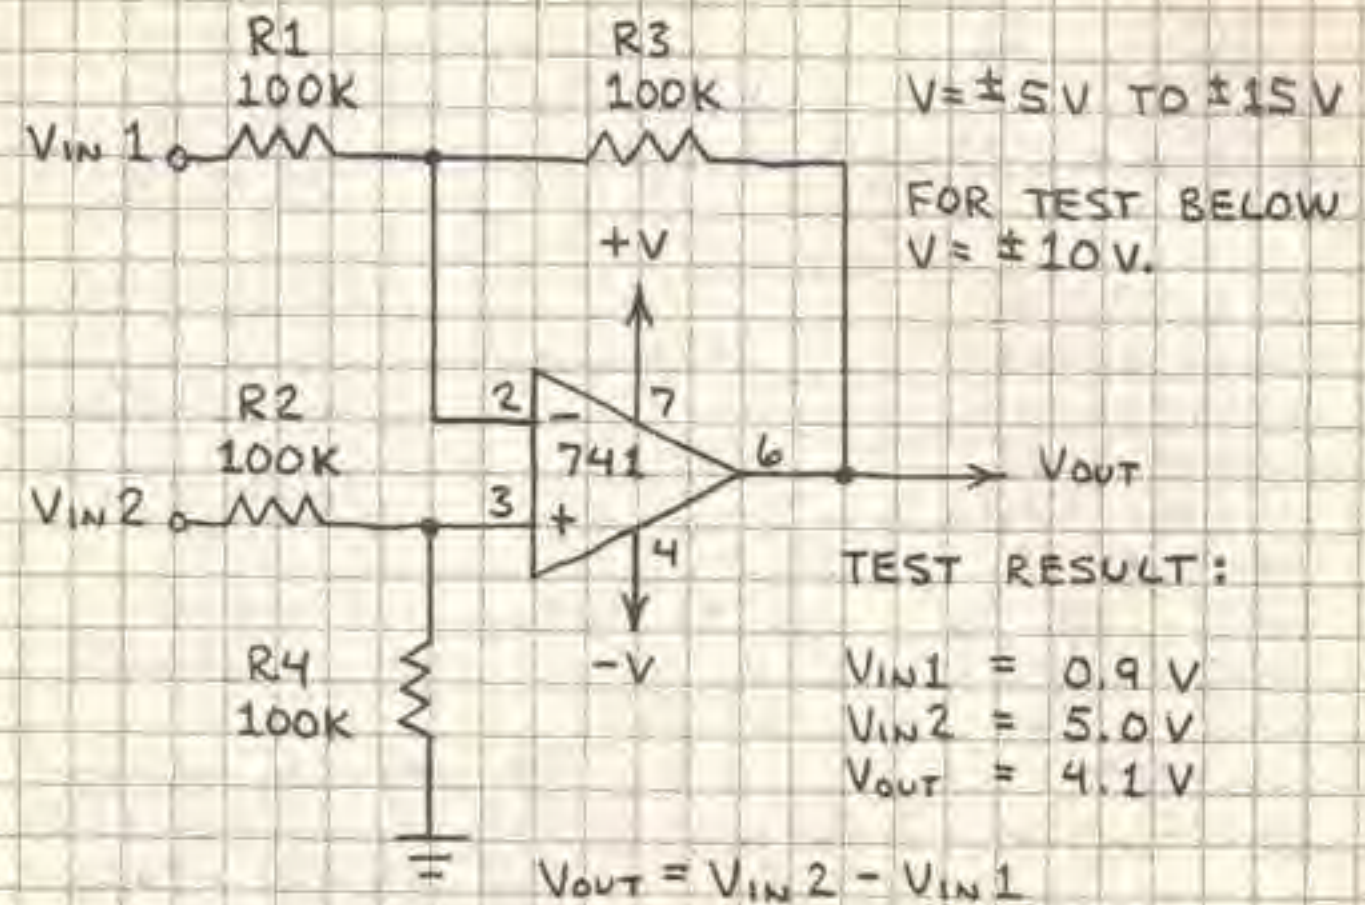 R1
100K
R3
100K
V = ±5V TO ±15V
VIN 1
FOR TEST BELOW
V = ±10V.
+V
R2
100K
2
-
7
741
6
VOUT
VIN 2
3
+
4
TEST RESULT:
-V
R4
100K
VIN1 = 0.9 V
VIN2 = 5.0 V
VOUT = 4.1 V
VOUT = VIN 2 - VIN 1